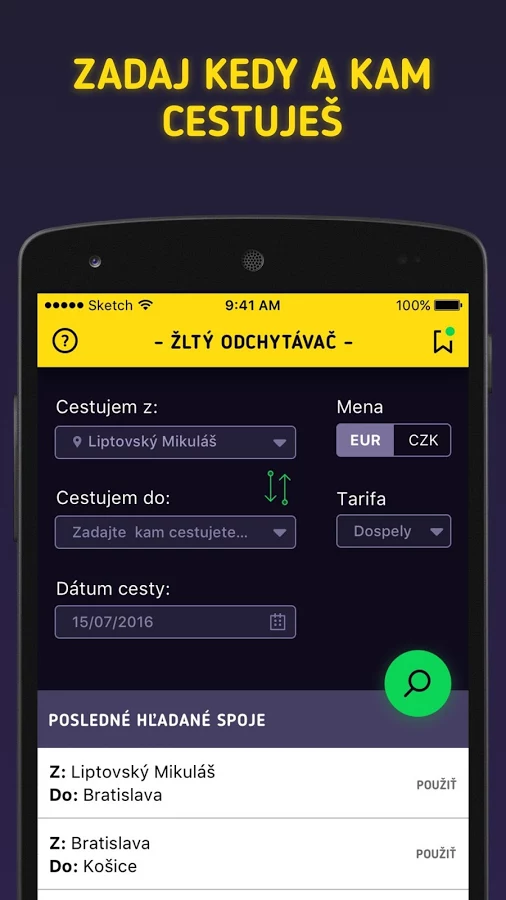 ZADAJ KEDY A KAM
CESTUJEŠ
Sketch 9:41 AM 100%
? - ŽLTÝ ODCHYTÁVAČ -
Cestujem z: Mena
Liptovský Mikuláš EUR CZK
Cestujem do: Tarifa
Zadajte kam cestujete... Dospely
Dátum cesty:
15/07/2016
POSLEDNÉ HĽADANÉ SPOJE
Z: Liptovský Mikuláš
Do: Bratislava POUŽIŤ
Z: Bratislava
Do: Košice POUŽIŤ